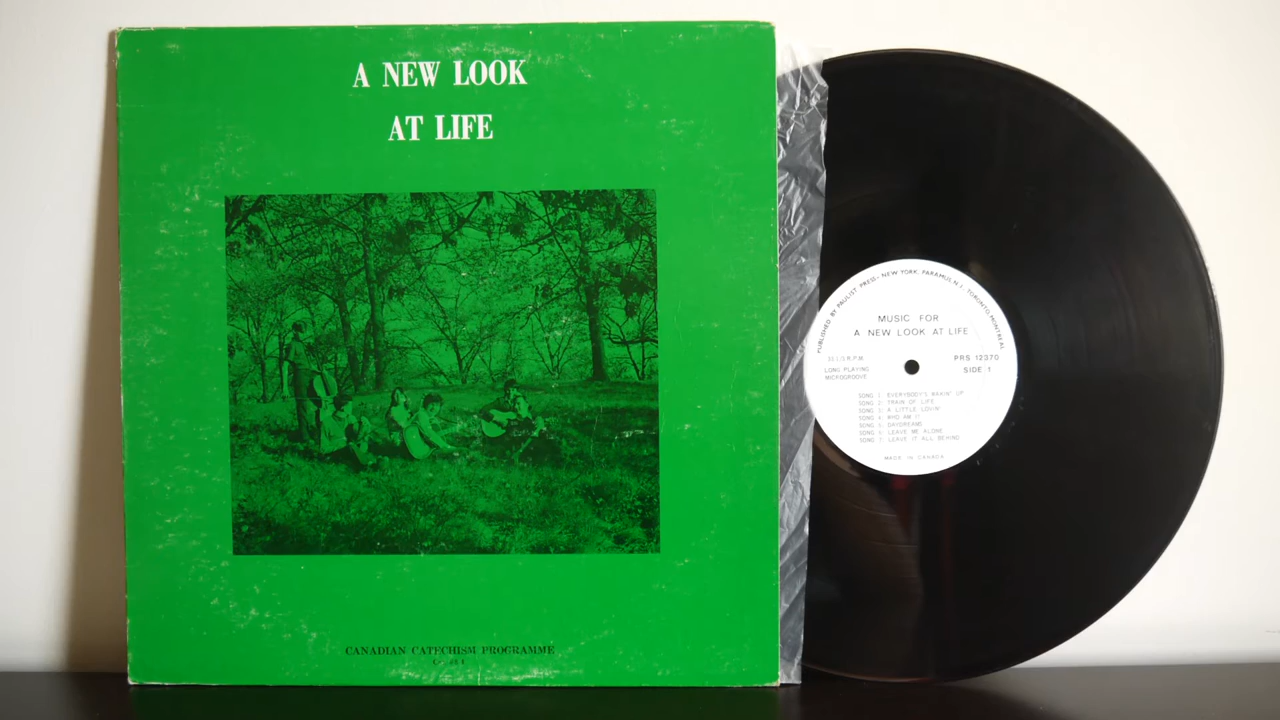 A NEW LOOK
AT LIFE
CANADIAN CATECHISM PROGRAMME
PUBLISHED BY PAULIST PRESS- NEW YORK, PARAMUS, N.J., TORONTO, MONTREAL
MUSIC FOR
A NEW LOOK AT LIFE
33 1/3 R.P.M.
PRS 12370
LONG PLAYING
SIDE 1
MICROGROOVE
SONG 1: EVERYBODY'S WAKIN' UP
SONG 2: TRAIN OF LIFE
SONG 3: A LITTLE LOVIN'
SONG 4: WHO AM I?
SONG 5: DAYDREAMS
SONG 6: LEAVE ME ALONE
SONG 7: LEAVE IT ALL BEHIND
MADE IN CANADA